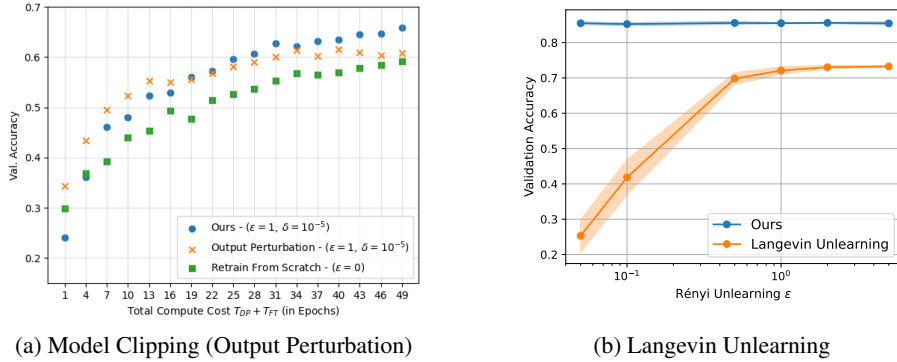 0.7
0.6
0.5
0.4
0.3
0.2
Val. Accuracy
Ours - (ε = 1, δ = 10⁻⁵)
Output Perturbation - (ε = 1, δ = 10⁻⁵)
Retrain From Scratch - (ε = 0)
1 4 7 10 13 16 19 22 25 28 31 34 37 40 43 46 49
Total Compute Cost T_DP + T_FT (in Epochs)
(a) Model Clipping (Output Perturbation)
0.8
0.7
0.6
0.5
0.4
0.3
0.2
Validation Accuracy
Ours
Langevin Unlearning
10⁻¹ 10⁰
Rényi Unlearning ε
(b) Langevin Unlearning